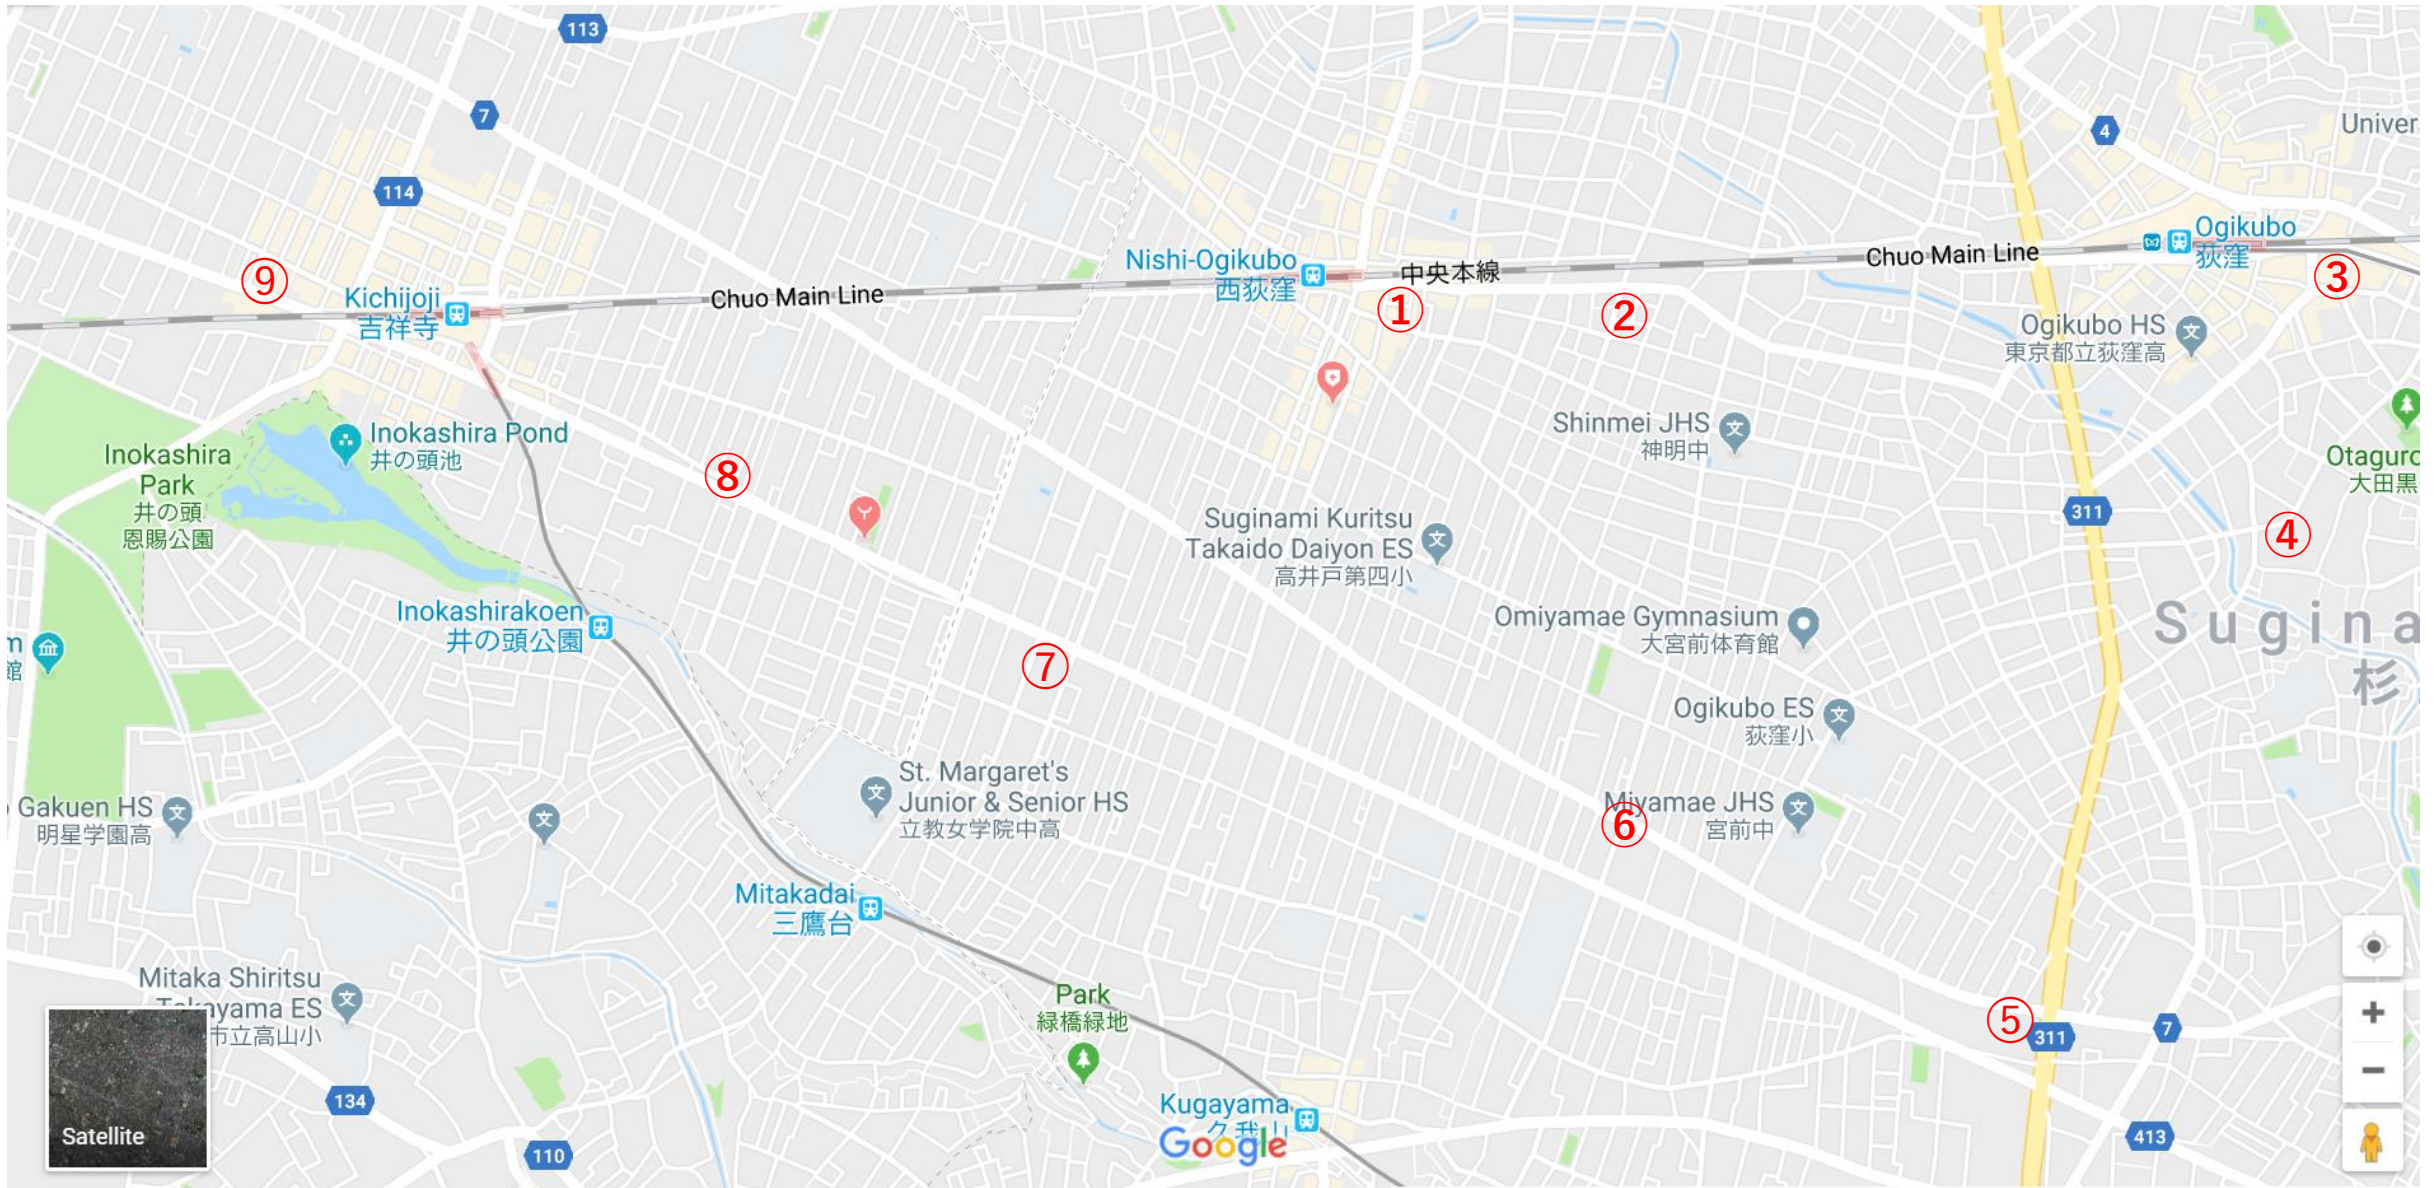 113
7
4
Univer
114
Ogikubo
荻窪
Chuo Main Line
Nishi-Ogikubo
西荻窪
中央本線
③
⑨
Kichijoji
吉祥寺
Chuo Main Line
①
②
Ogikubo HS
東京都立荻窪高
Inokashira Pond
井の頭池
Inokashira
Park
井の頭
恩賜公園
Shinmei JHS
神明中
Otaguro
大田黒
⑧
311
④
Suginami Kuritsu
Takaido Daiyon ES
高井戸第四小
Inokashirakoen
井の頭公園
Omiyamae Gymnasium
大宮前体育館
Sugina
杉
m
館
⑦
Ogikubo ES
荻窪小
St. Margaret's
Junior & Senior HS
立教女学院中高
Gakuen HS
明星学園高
Miyamae JHS
宮前中
⑥
Mitakadai
三鷹台
Mitaka Shiritsu
Takayama ES
市立高山小
Park
緑橋緑地
⑤
311
7
134
Kugayama
久我山
Google
413
110
Satellite